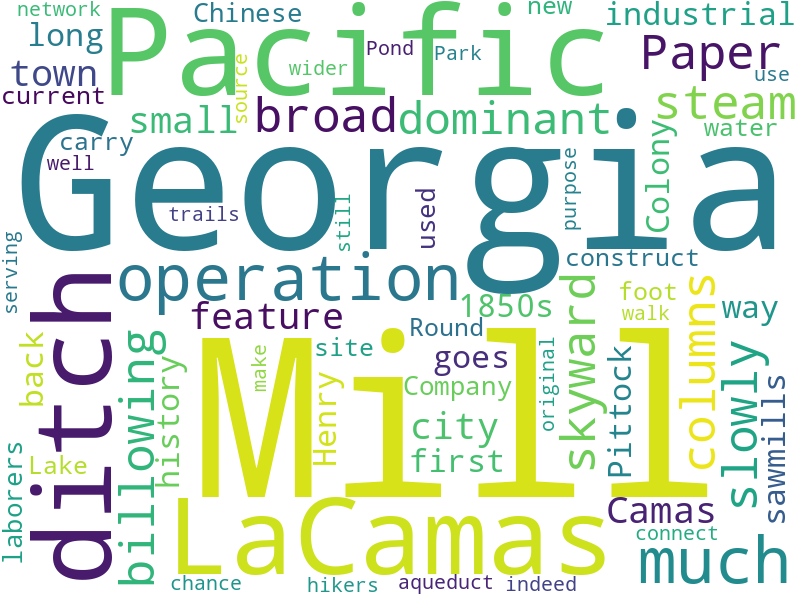 network
Chinese
new
industrial
Pacific
long
Pond
Park
Paper
town
wider
use
current
source
small
broad
dominant
steam
carry
water
well
Georgia
Colony
trails
still
used
purpose
serving
operation
construct
ditch
1850s
skyward
columns
foot
way
feature
walk
back
billowing
history
make
site
Round
goes
original
Pittock
slowly
Mill
Henry
Company
city
first
sawmills
laborers
Lake
LaCamas
Camas
connect
much
chance
hikers
aqueduct
indeed